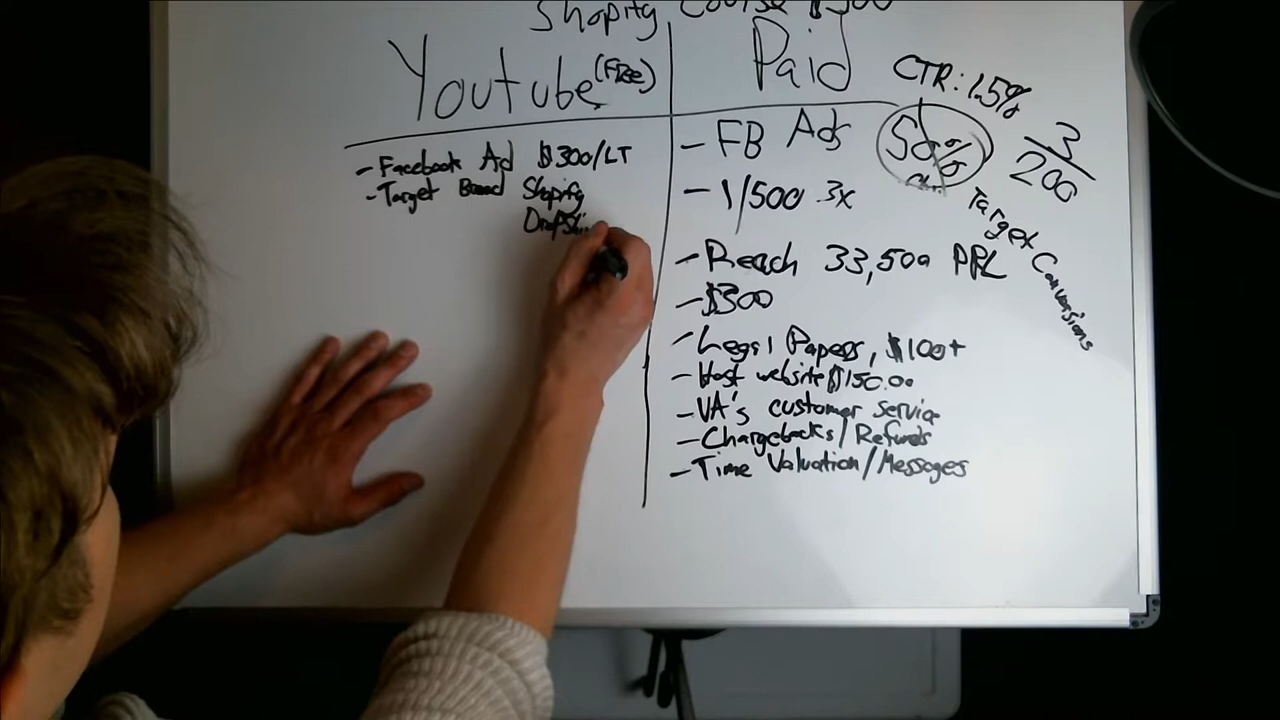 Shopify Course $300
Youtube (FRee)
- Facebook Ad $300/LT
- Target Broad Shopify
DropShi
Paid
CTR: 1.5%
3/200
- FB Ads
50%
- 1/500 3x
Target Conversions
- Reach 33,500 PPL
- $300
- Legal Papers, $100+
- Host website $150.00
- VA's customer service
- Chargebacks/Refunds
- Time Valuation/Messages